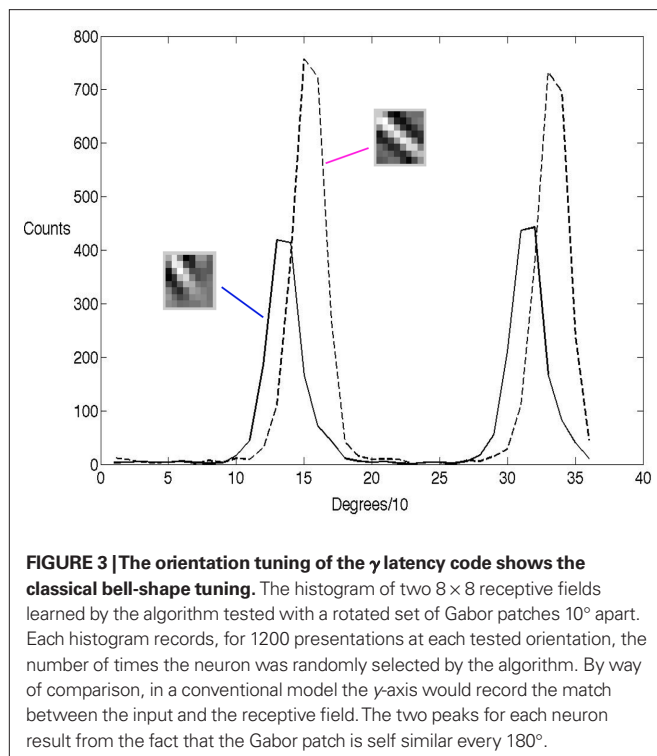 800
700
600
500
Counts
400
300
200
100
0
0 5 10 15 20 25 30 35 40
Degrees/10
FIGURE 3 | The orientation tuning of the γ latency code shows the
classical bell-shape tuning. The histogram of two 8 × 8 receptive fields
learned by the algorithm tested with a rotated set of Gabor patches 10° apart.
Each histogram records, for 1200 presentations at each tested orientation, the
number of times the neuron was randomly selected by the algorithm. By way
of comparison, in a conventional model the y-axis would record the match
between the input and the receptive field. The two peaks for each neuron
result from the fact that the Gabor patch is self similar every 180°.